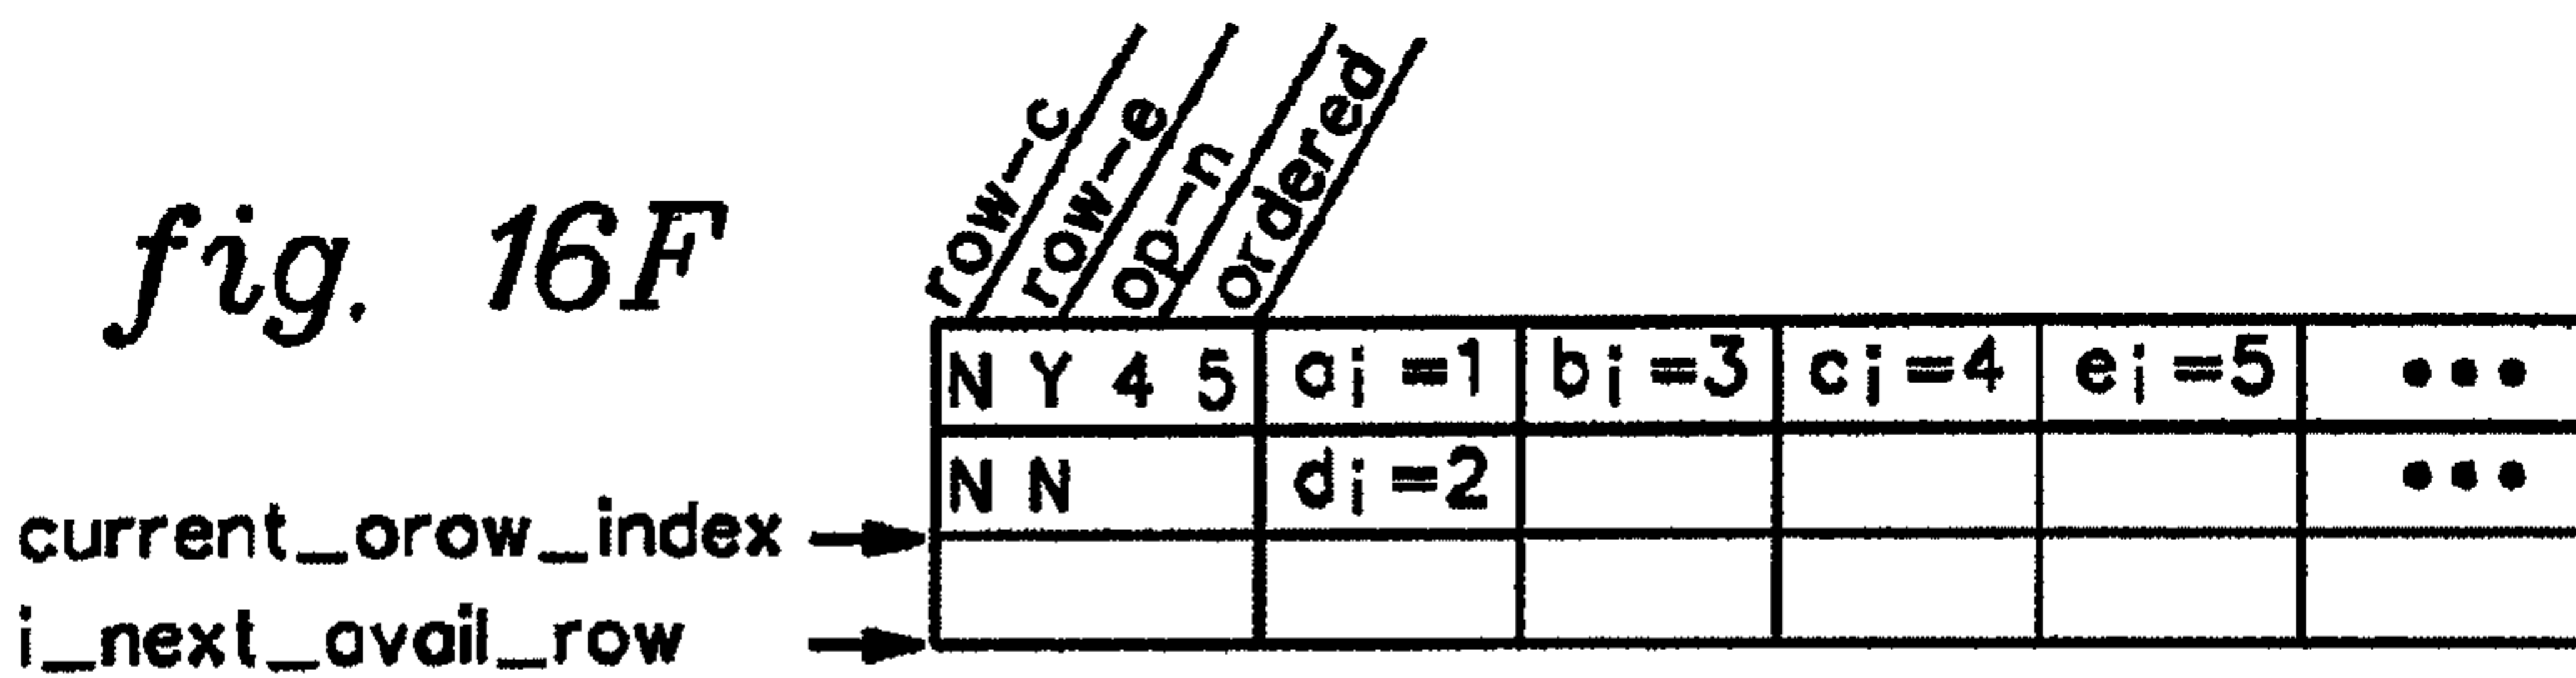 row-c
row-e
op-n
ordered
fig. 16F
N Y 4 5 ai=1 bi=3 ci=4 ei=5 •••
N N di=2 •••
current_orow_index
i_next_avail_row